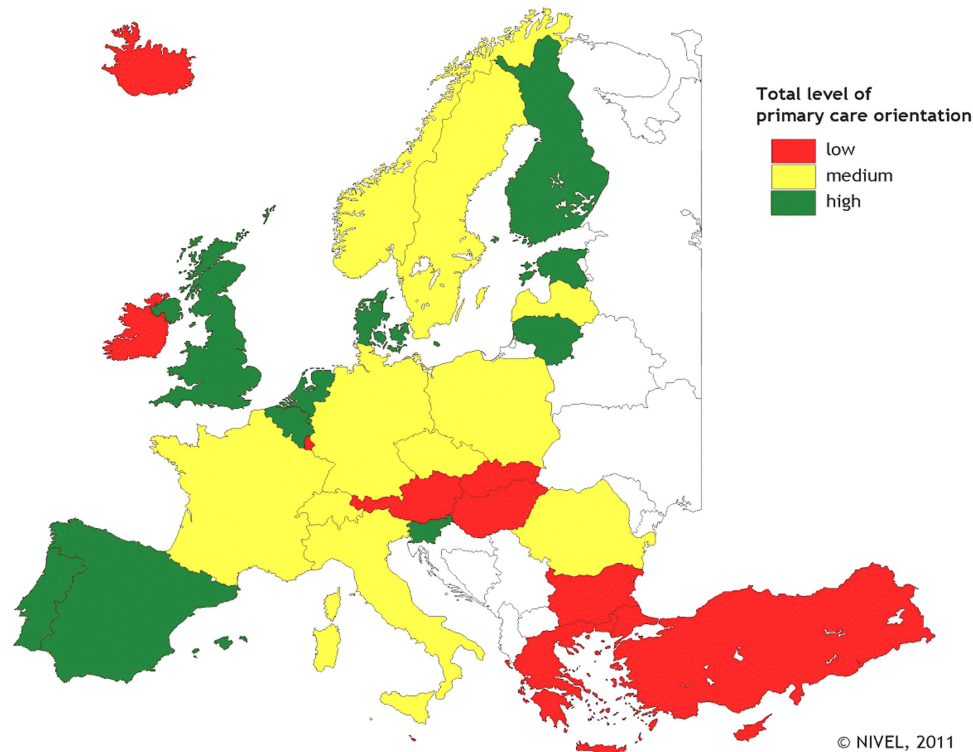 Total level of
primary care orientation
low
medium
high
© NIVEL, 2011